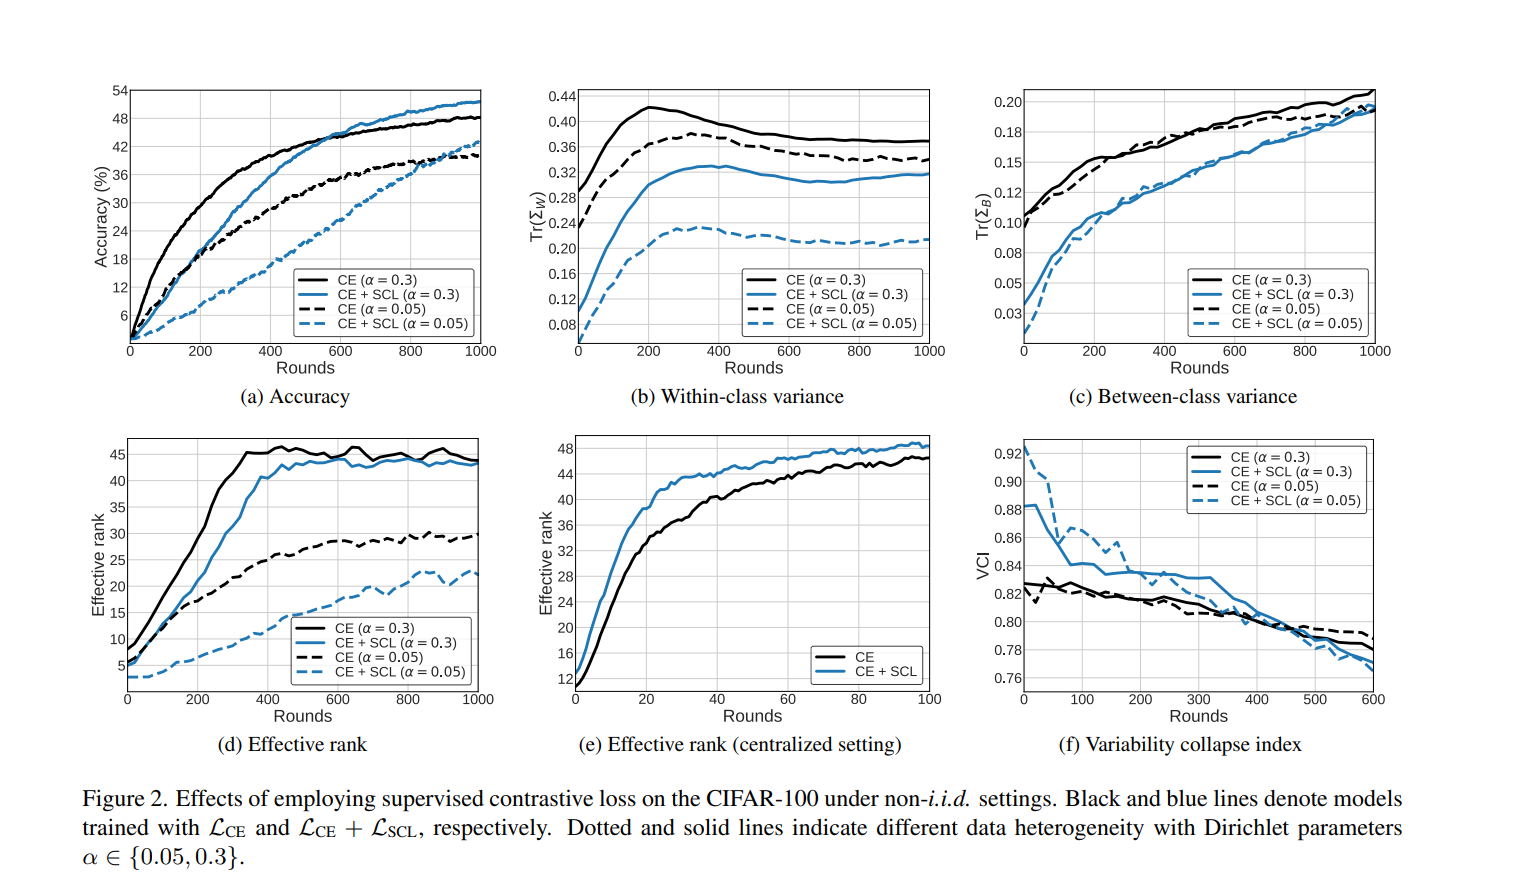 54
48
42
36
30
24
18
12
6
Accuracy (%)
CE (α = 0.3)
CE + SCL (α = 0.3)
CE (α = 0.05)
CE + SCL (α = 0.05)
0 200 400 600 800 1000
Rounds
(a) Accuracy
0.44
0.40
0.36
0.32
0.28
0.24
0.20
0.16
0.12
0.08
Tr(Σ_W)
CE (α = 0.3)
CE + SCL (α = 0.3)
CE (α = 0.05)
CE + SCL (α = 0.05)
0 200 400 600 800 1000
Rounds
(b) Within-class variance
0.20
0.18
0.15
0.12
0.10
0.08
0.05
0.03
Tr(Σ_B)
CE (α = 0.3)
CE + SCL (α = 0.3)
CE (α = 0.05)
CE + SCL (α = 0.05)
0 200 400 600 800 1000
Rounds
(c) Between-class variance
45
40
35
30
25
20
15
10
5
Effective rank
CE (α = 0.3)
CE + SCL (α = 0.3)
CE (α = 0.05)
CE + SCL (α = 0.05)
0 200 400 600 800 1000
Rounds
(d) Effective rank
48
44
40
36
32
28
24
20
16
12
Effective rank
CE
CE + SCL
0 20 40 60 80 100
Rounds
(e) Effective rank (centralized setting)
0.92
0.90
0.88
0.86
0.84
0.82
0.80
0.78
0.76
VCI
CE (α = 0.3)
CE + SCL (α = 0.3)
CE (α = 0.05)
CE + SCL (α = 0.05)
0 100 200 300 400 500 600
Rounds
(f) Variability collapse index
Figure 2. Effects of employing supervised contrastive loss on the CIFAR-100 under non-i.i.d. settings. Black and blue lines denote models
trained with ℒCE and ℒCE + ℒSCL, respectively. Dotted and solid lines indicate different data heterogeneity with Dirichlet parameters
α ∈ {0.05, 0.3}.